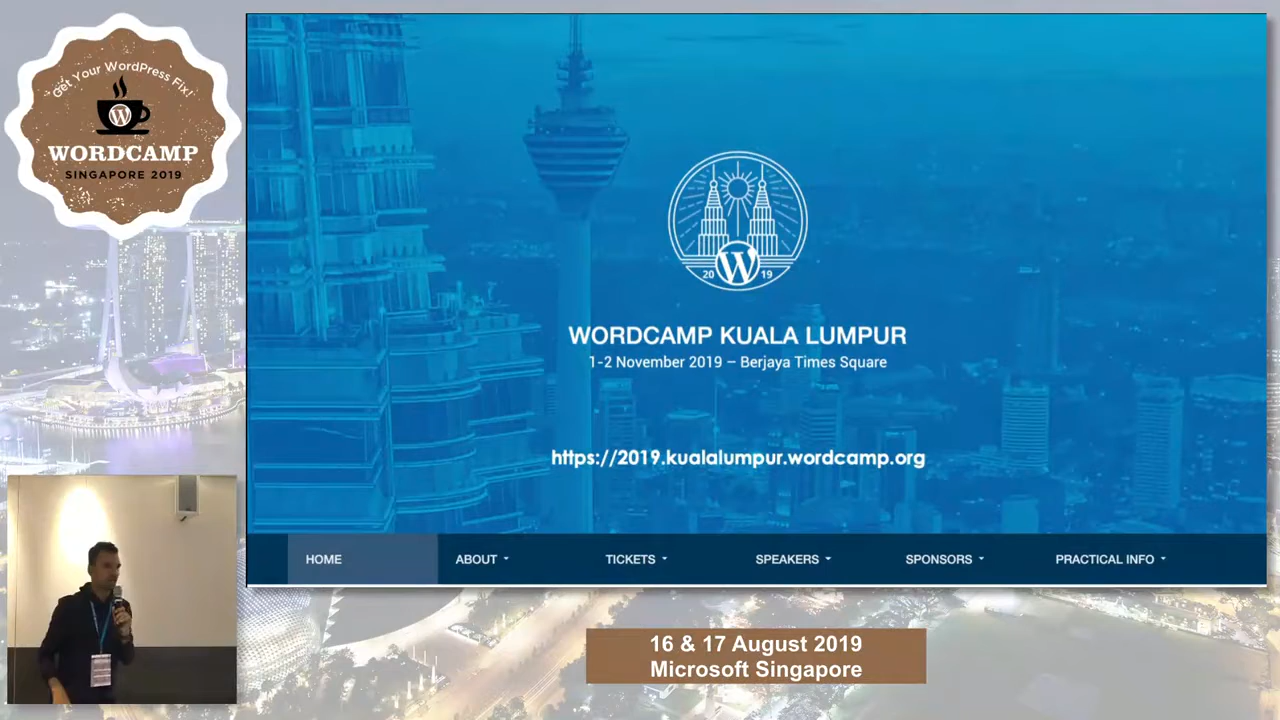 Get Your WordPress Fix!
W
WORDCAMP
SINGAPORE 2019
20 W 19
WORDCAMP KUALA LUMPUR
1-2 November 2019 – Berjaya Times Square
https://2019.kualalumpur.wordcamp.org
HOME ABOUT TICKETS SPEAKERS SPONSORS PRACTICAL INFO
16 & 17 August 2019
Microsoft Singapore